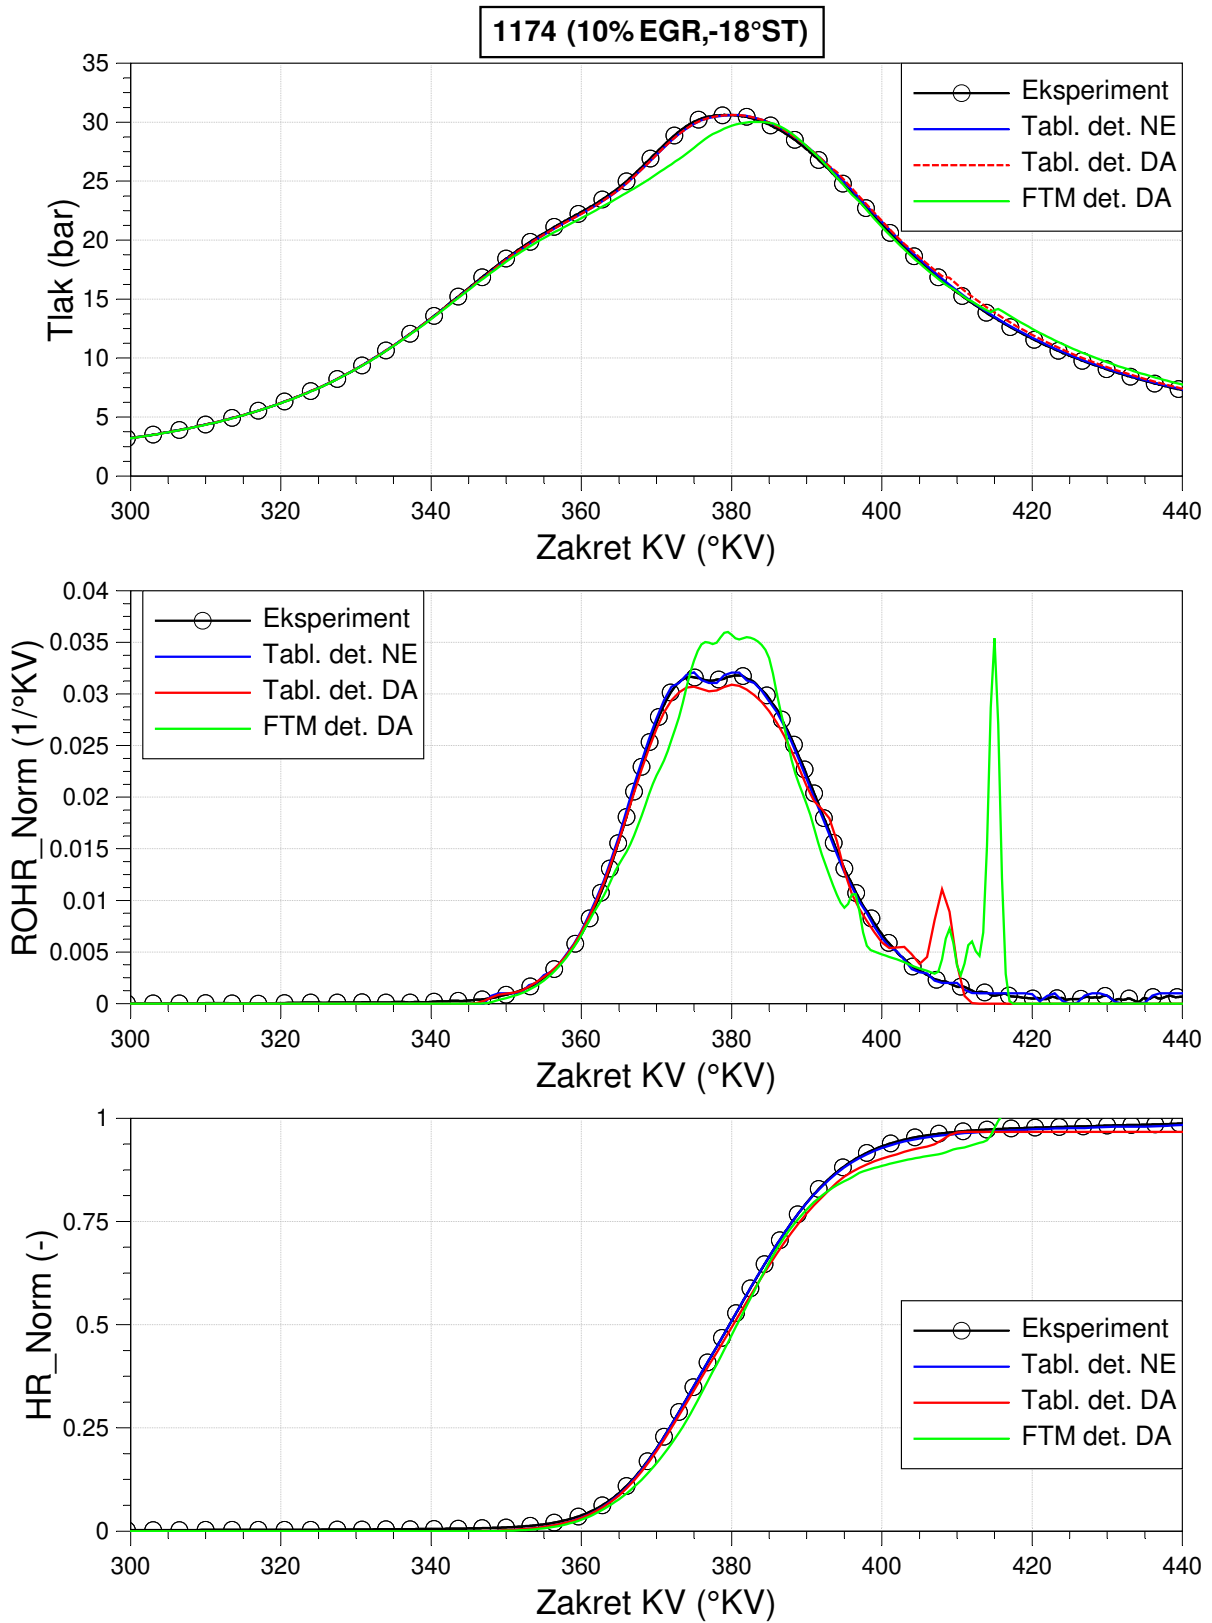 1174 (10% EGR,-18°ST)
35
30
25
20
15
10
5
0
Tlak (bar)
Eksperiment
Tabl. det. NE
Tabl. det. DA
FTM det. DA
300 320 340 360 380 400 420 440
Zakret KV (°KV)
0.04
0.035
0.03
0.025
0.02
0.015
0.01
0.005
0
ROHR_Norm (1/°KV)
Eksperiment
Tabl. det. NE
Tabl. det. DA
FTM det. DA
300 320 340 360 380 400 420 440
Zakret KV (°KV)
1
0.75
0.5
0.25
0
HR_Norm (-)
Eksperiment
Tabl. det. NE
Tabl. det. DA
FTM det. DA
300 320 340 360 380 400 420 440
Zakret KV (°KV)